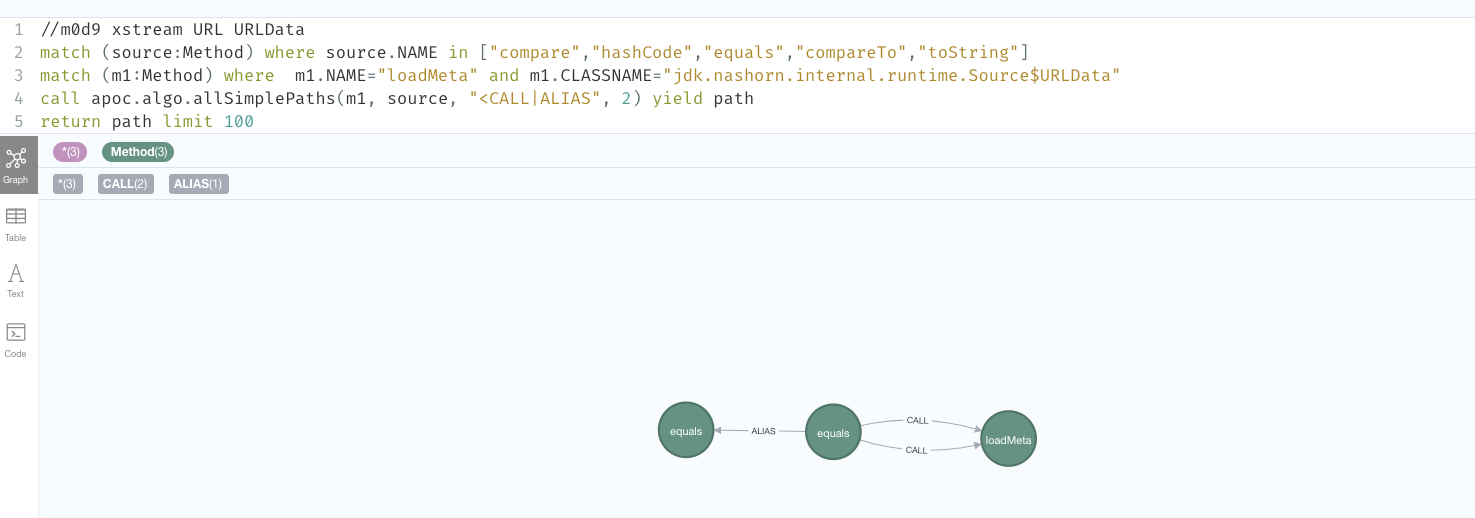 1 //m0d9 xstream URL URLData
2 match (source:Method) where source.NAME in ["compare","hashCode","equals","compareTo","toString"]
3 match (m1:Method) where  m1.NAME="loadMeta" and m1.CLASSNAME="jdk.nashorn.internal.runtime.Source$URLData"
4 call apoc.algo.allSimplePaths(m1, source, "<CALL|ALIAS", 2) yield path
5 return path limit 100
*(3) Method(3)
*(3) CALL(2) ALIAS(1)
Graph
Table
Text
Code
equals ALIAS equals CALL CALL loadMeta